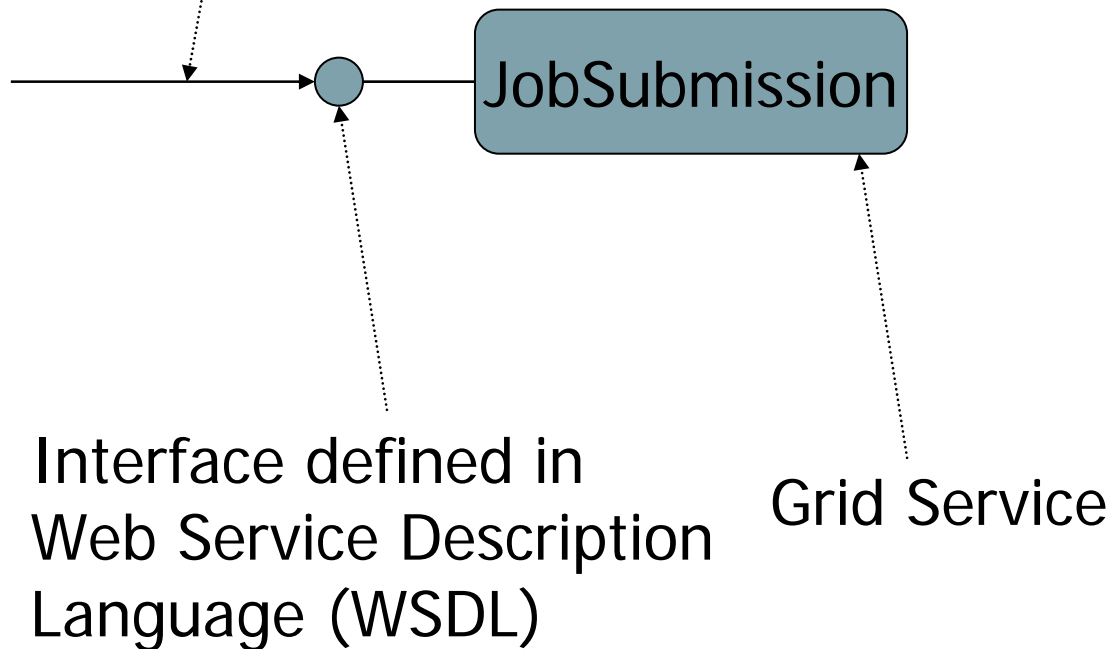 JobSubmission
Interface defined in
Web Service Description
Language (WSDL)
Grid Service